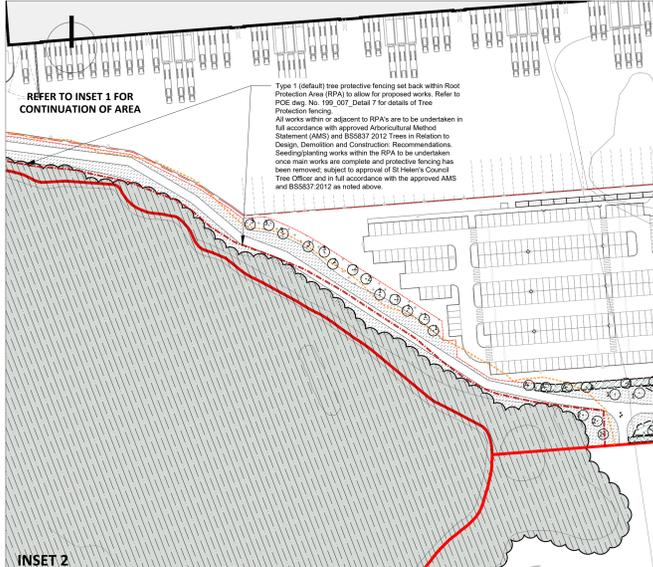 REFER TO INSET 1 FOR
CONTINUATION OF AREA
Type 1 (default) tree protective fencing set back within Root
Protection Area (RPA) to allow for proposed works. Refer to
POE dwg. No. 199_007_Detail 7 for details of Tree
Protection fencing.
All works within or adjacent to RPA's are to be undertaken in
full accordance with approved Arboricultural Method
Statement (AMS) and BS5837 2012 Trees in Relation to
Design, Demolition and Construction: Recommendations.
Seeding/planting works within the RPA to be undertaken
once main works are complete and protective fencing has
been removed; subject to approval of St Helen's Council
Tree Officer and in full accordance with the approved AMS
and BS5837:2012 as noted above.
INSET 2